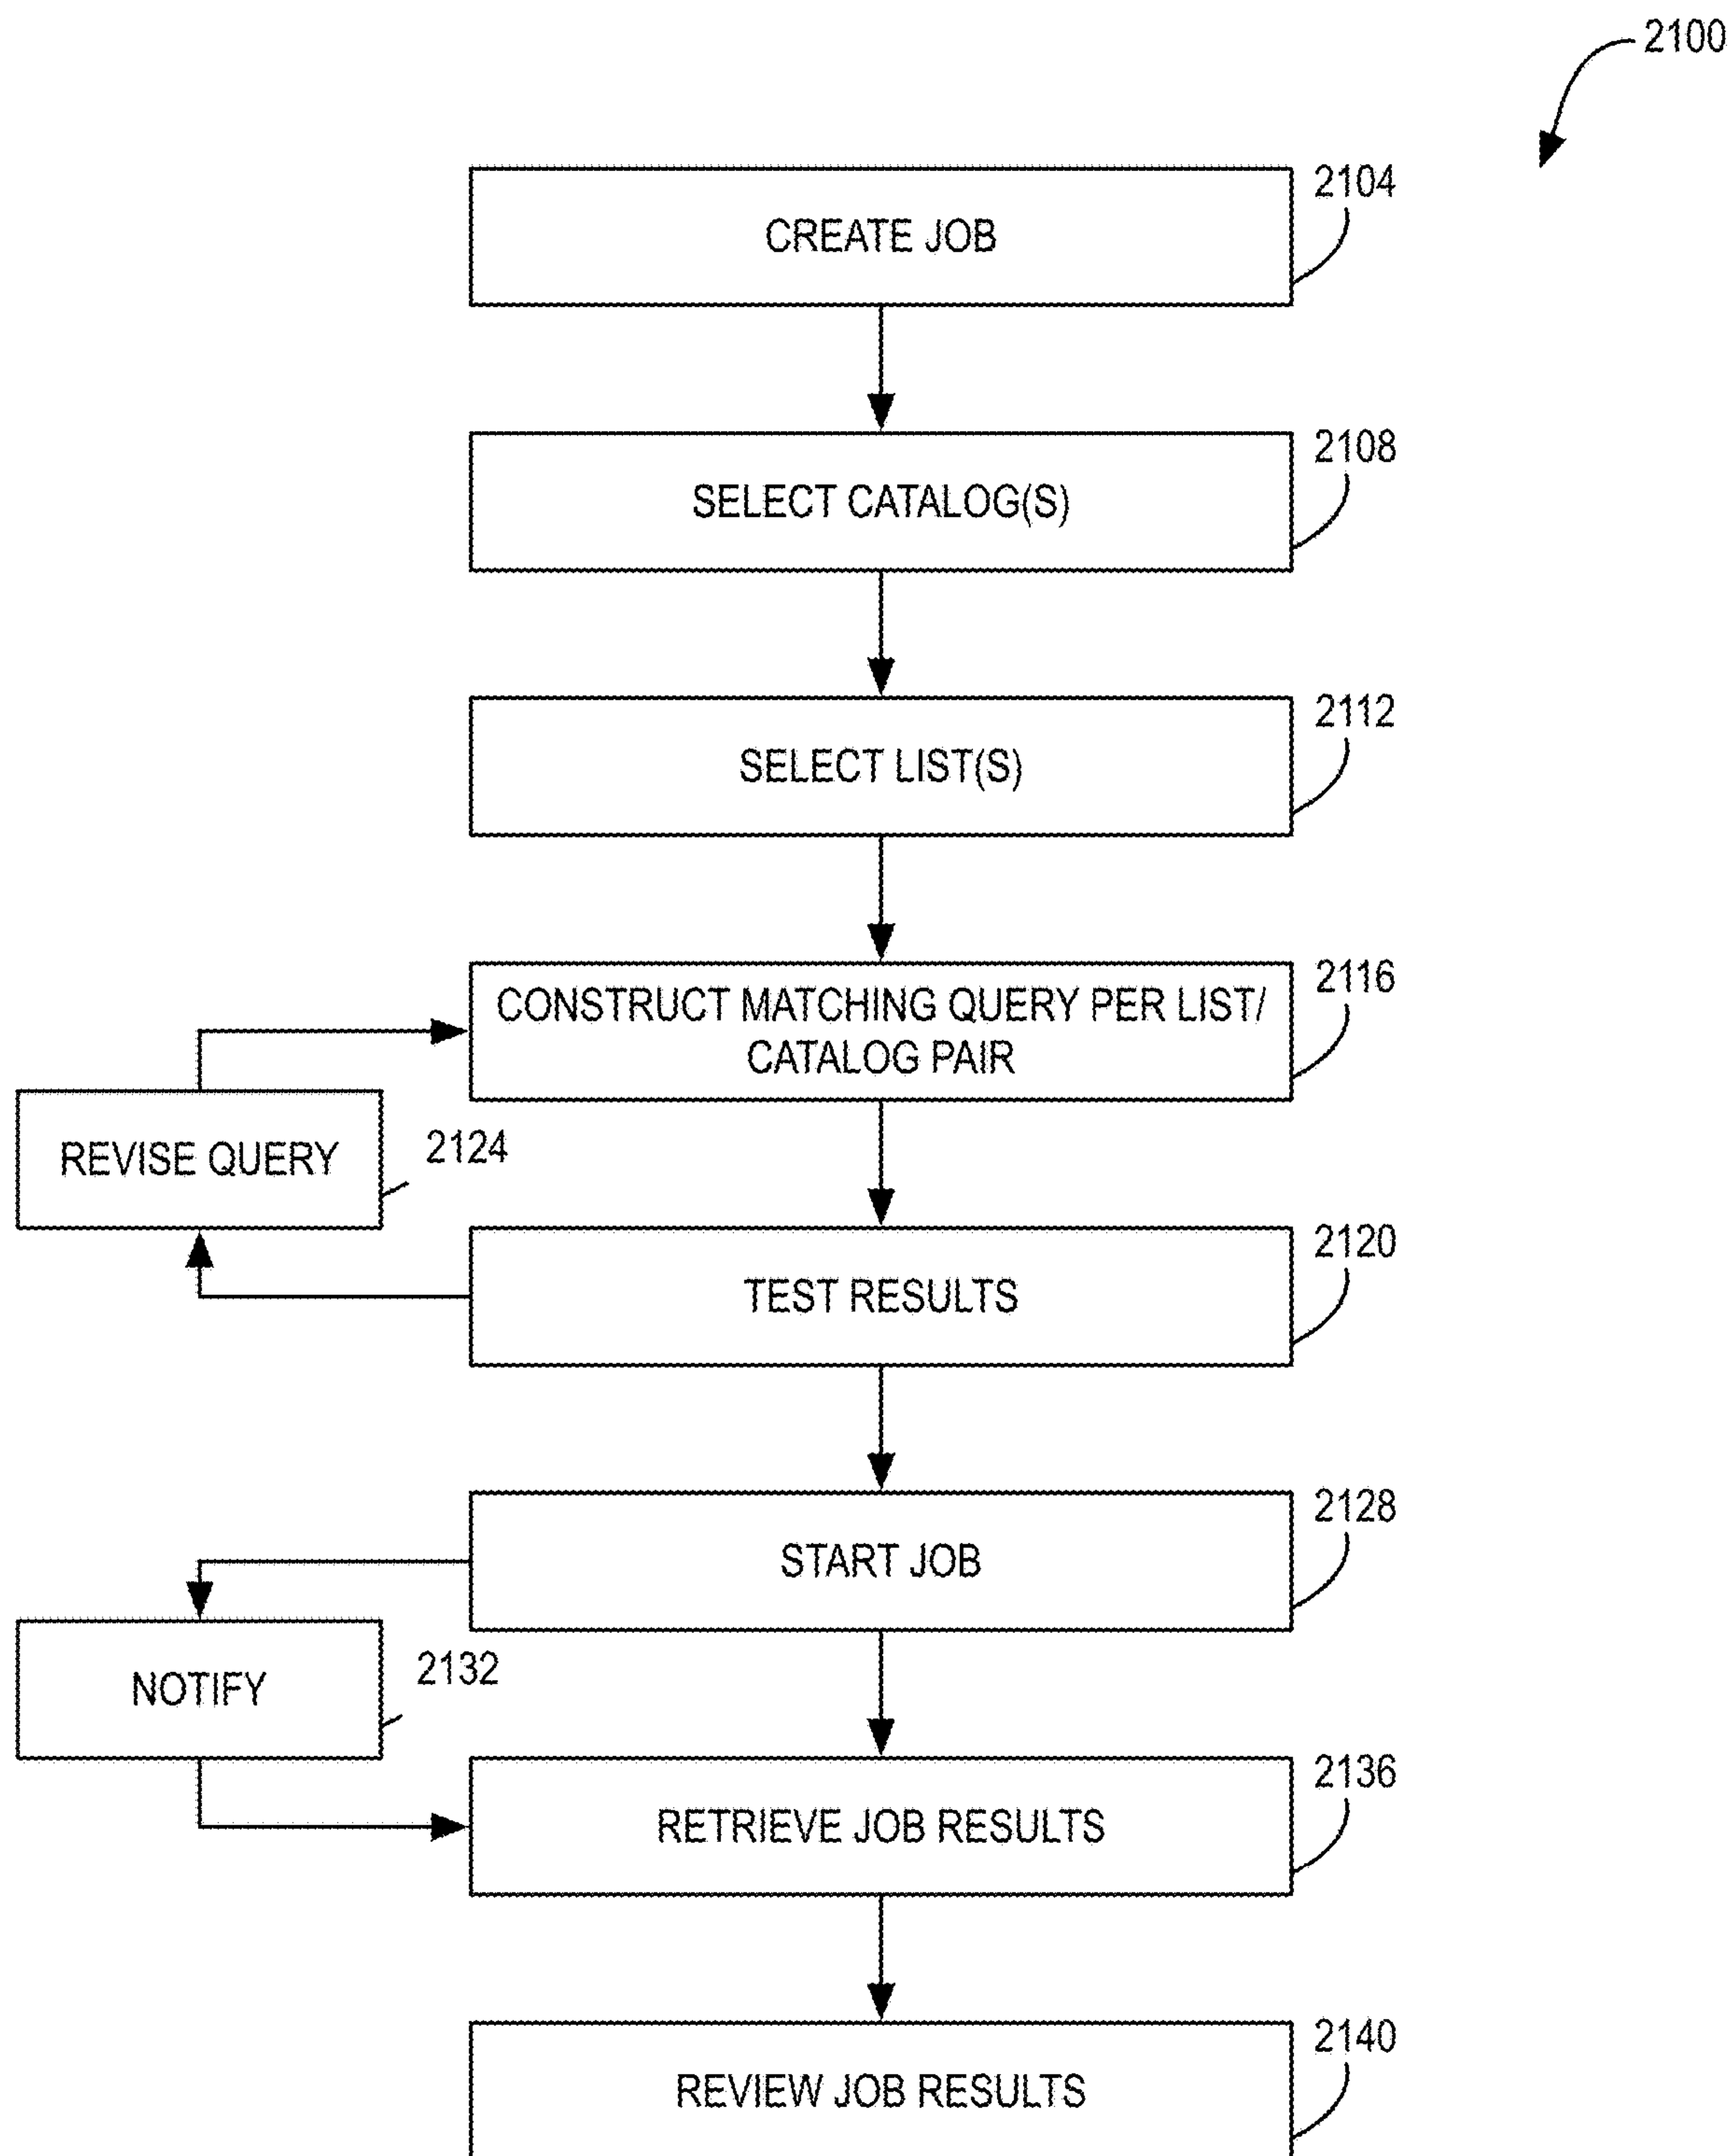 2100
CREATE JOB
2104
SELECT CATALOG(S)
2108
SELECT LIST(S)
2112
CONSTRUCT MATCHING QUERY PER LIST/
CATALOG PAIR
2116
REVISE QUERY
2124
TEST RESULTS
2120
START JOB
2128
NOTIFY
2132
RETRIEVE JOB RESULTS
2136
REVIEW JOB RESULTS
2140